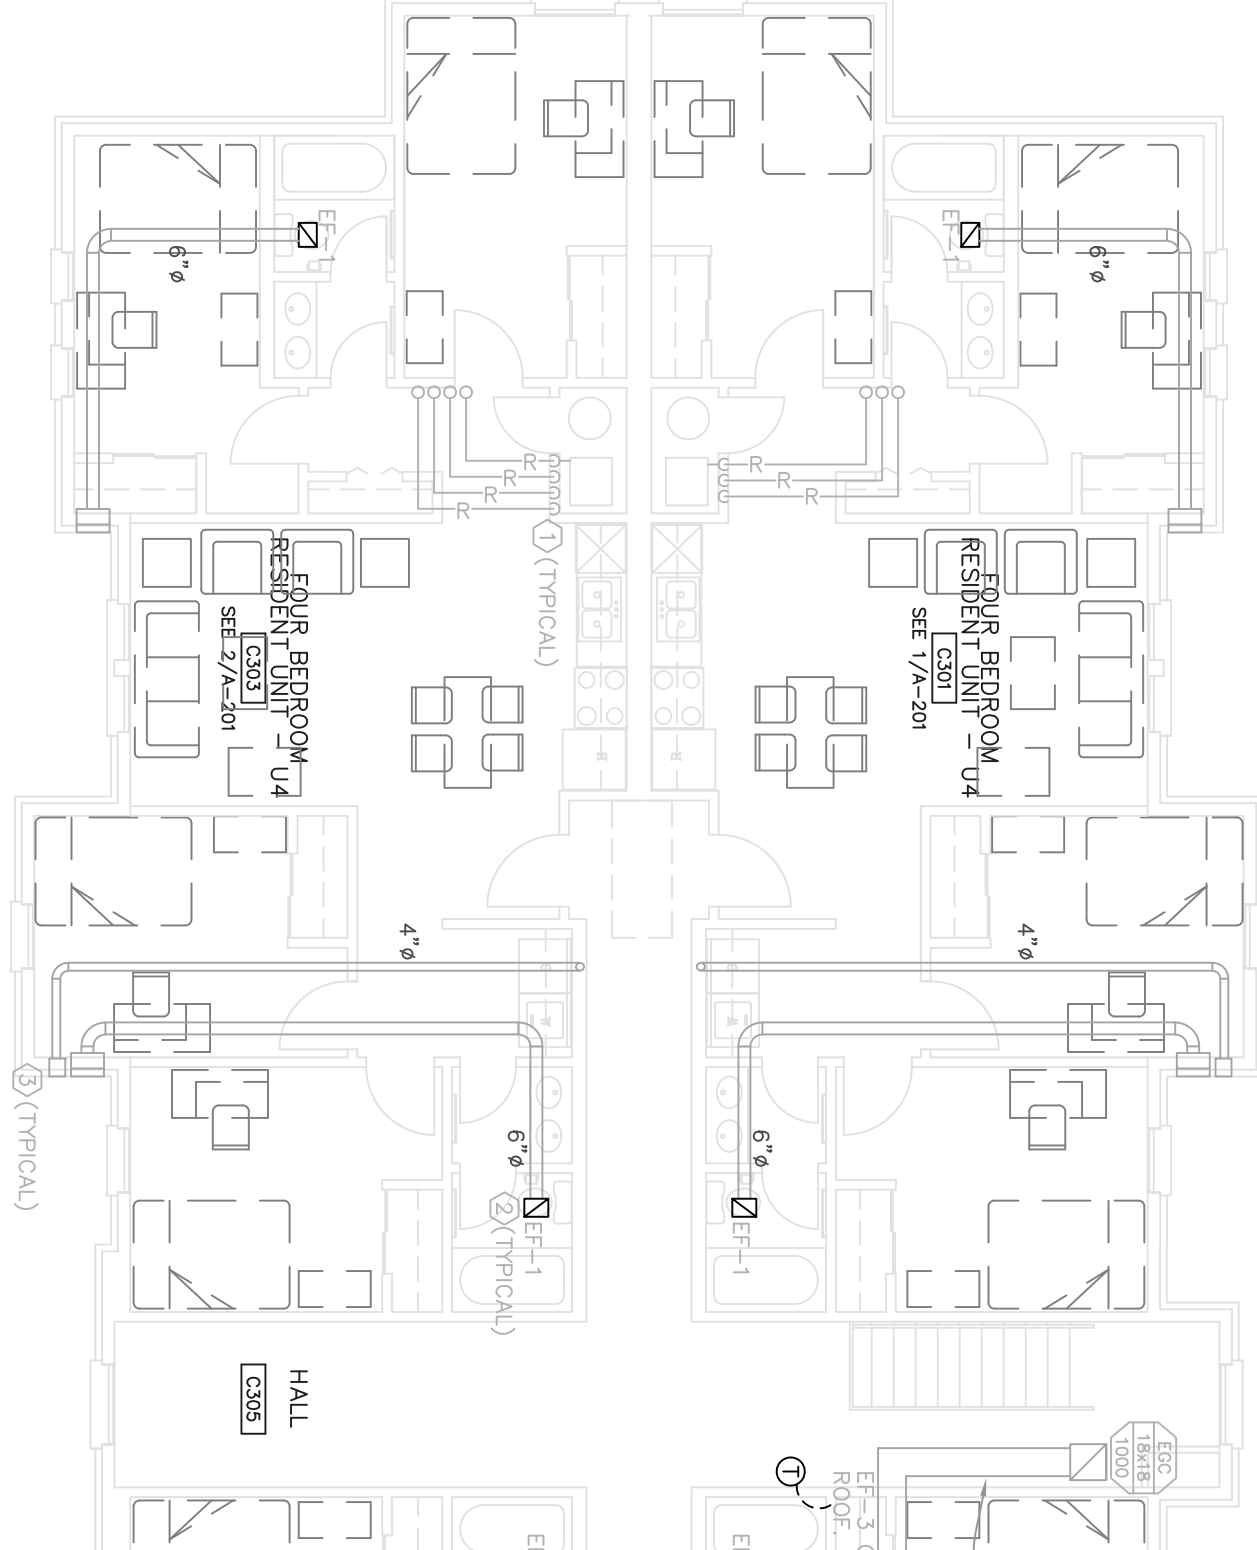 EF-1
6"ø
EF-1
6"ø
R
R
R
R
R
R
R
1 (TYPICAL)
FOUR BEDROOM
RESIDENT UNIT - U4
C303
SEE 2/A-201
FOUR BEDROOM
RESIDENT UNIT - U4
C301
SEE 1/A-201
R
R
4"ø
4"ø
W
W
3 (TYPICAL)
6"ø
6"ø
2 (TYPICAL)
EF-1
EF-1
HALL
C305
EGC
18x18
1000
T
EF-3
ROOF.